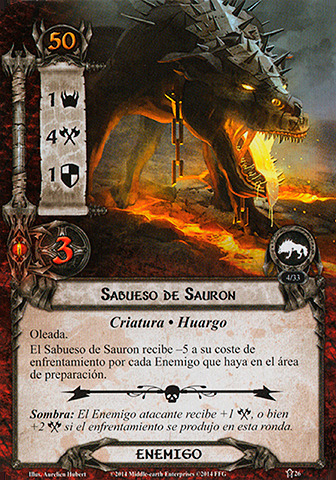 50
1
4
1
3
4/33
Sabueso de Sauron
Criatura • Huargo
Oleada.
El Sabueso de Sauron recibe –5 a su coste de
enfrentamiento por cada Enemigo que haya en el área
de preparación.
Sombra: El Enemigo atacante recibe +1, o bien
+2 si el enfrentamiento se produjo en esta ronda.
ENEMIGO
Illus. Aurelien Hubert
©2014 Middle-earth Enterprises ©2014 FFG
26